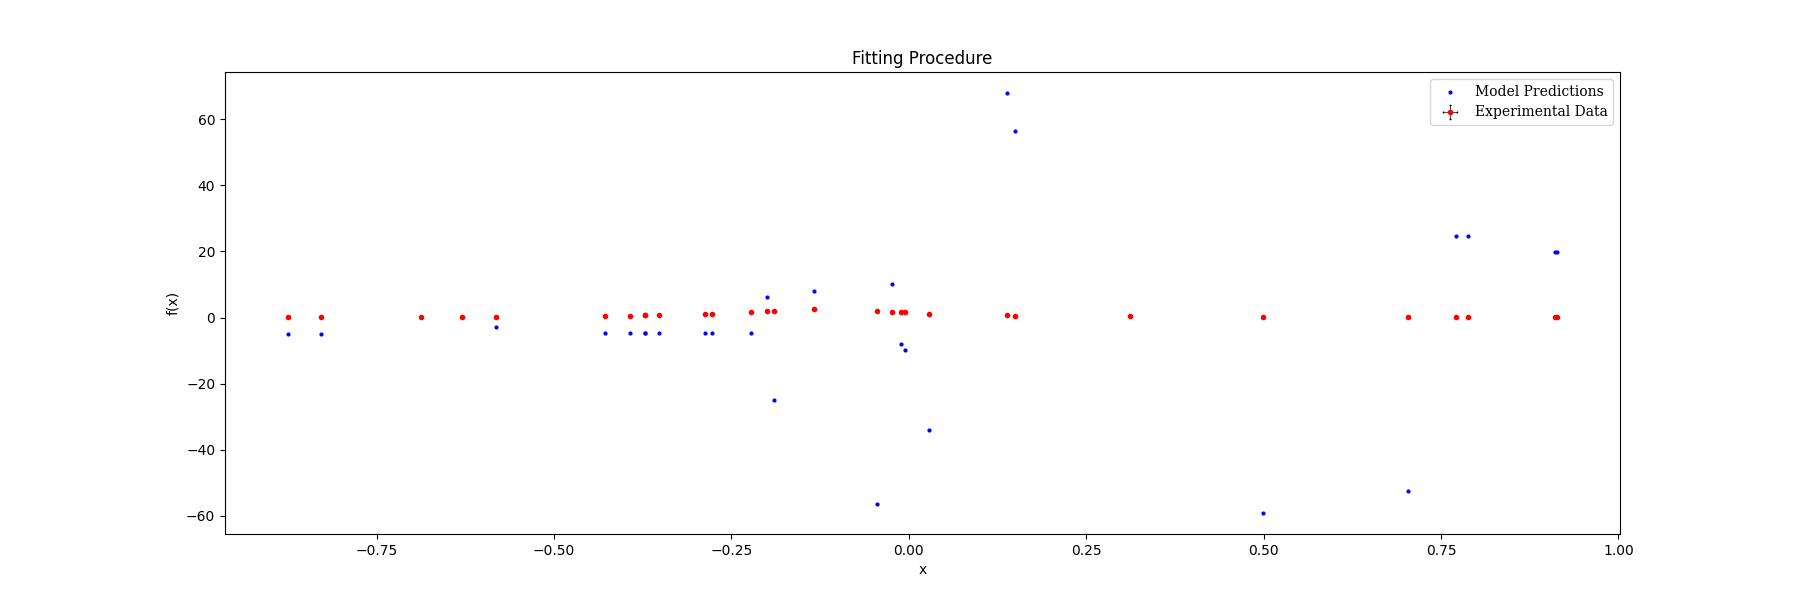 Fitting Procedure
Model Predictions
Experimental Data
f(x)
60
40
20
0
−20
−40
−60
−0.75 −0.50 −0.25 0.00 0.25 0.50 0.75 1.00
x